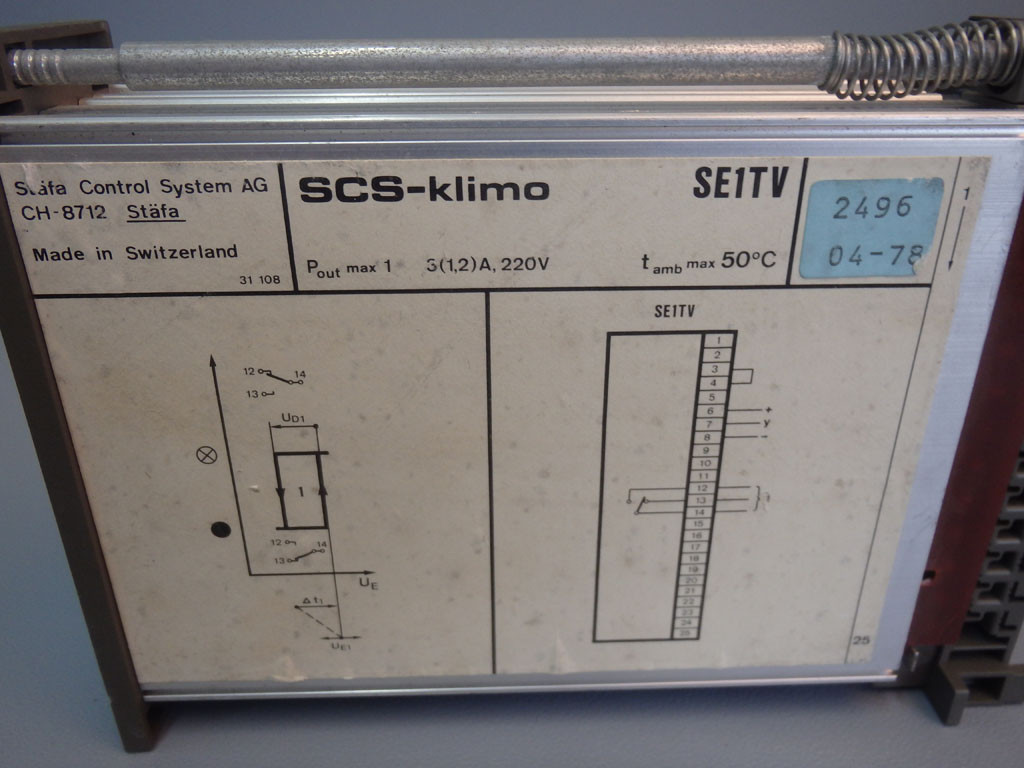 Stäfa Control System AG
CH-8712 Stäfa
Made in Switzerland
31 108
SCS-klimo
SE1TV
Pout max 1 3(1,2)A, 220V
tamb max 50°C
2496
04-78
1
25
12 14
13
UD1
1
12 14
13
UE
Δt1
UE1
SE1TV
1
2
3
4
5
6 +
7 y
8 -
9
10
11
12
13
14
15
16
17
18
19
20
21
22
23
24
25